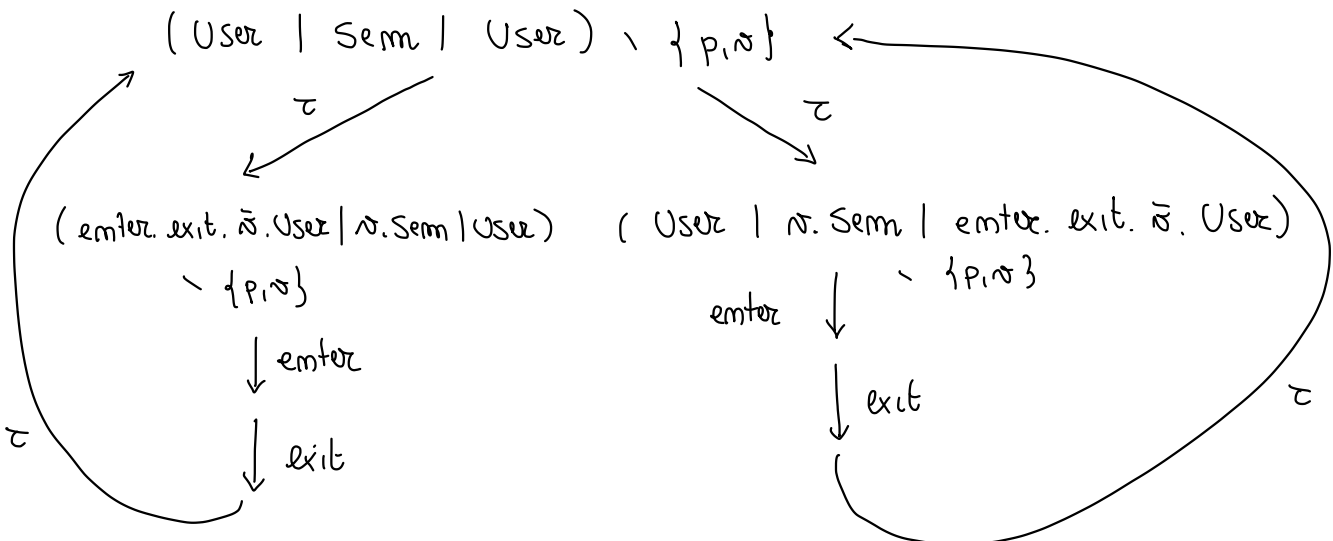 ( User | Sem | User ) \ { p, v }
τ
τ
( enter. exit. v̄. User | v. Sem | User )
\ { p, v }
( User | v. Sem | enter. exit. v̄. User )
\ { p, v }
enter
enter
exit
exit
τ
τ